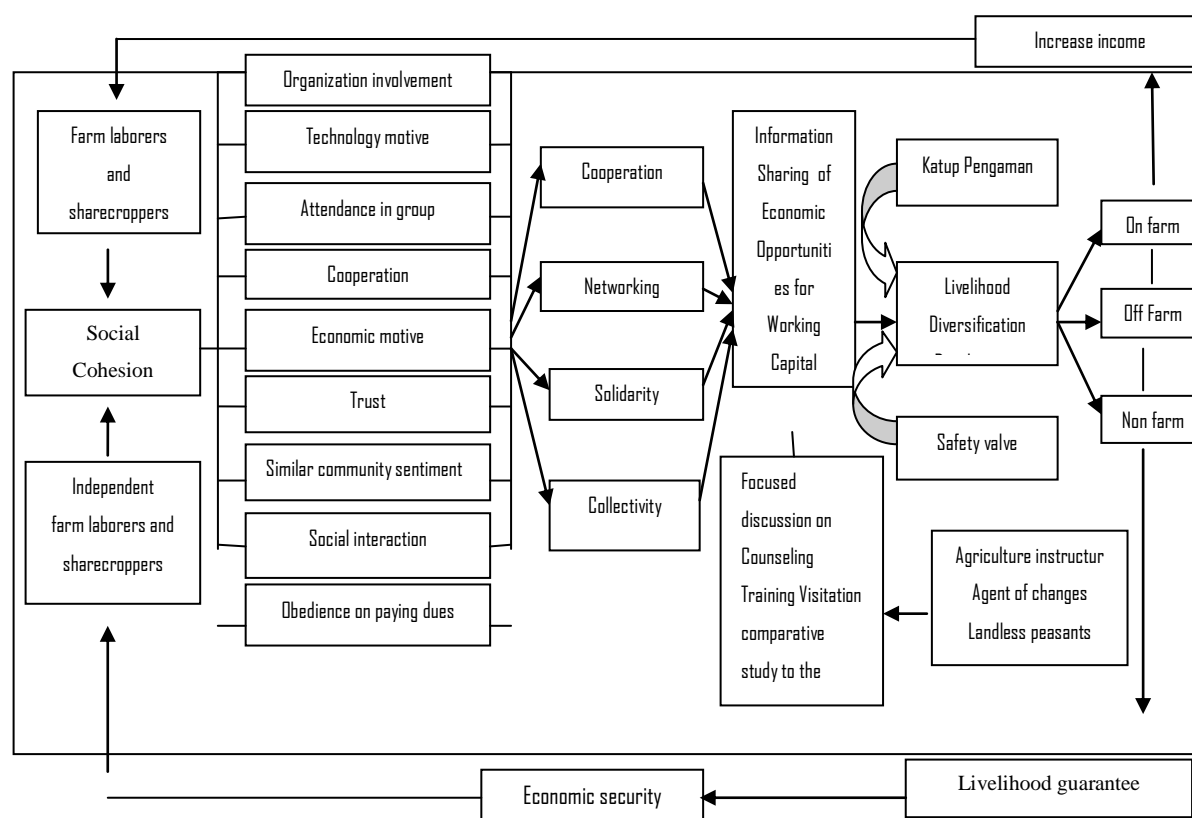 Increase income
Organization involvement
Farm laborers
and
sharecroppers
Technology motive
Attendance in group
Cooperation
Economic motive
Trust
Similar community sentiment
Social interaction
Obedience on paying dues
Social
Cohesion
Independent
farm laborers and
sharecroppers
Cooperation
Networking
Solidarity
Collectivity
Information
Sharing of
Economic
Opportuniti
es for
Working
Capital
Katup Pengaman
Livelihood
Diversification
Safety valve
On farm
Off Farm
Non farm
Focused
discussion on
Counseling
Training Visitation
comparative
study to the
Agriculture instructur
Agent of changes
Landless peasants
Economic security
Livelihood guarantee